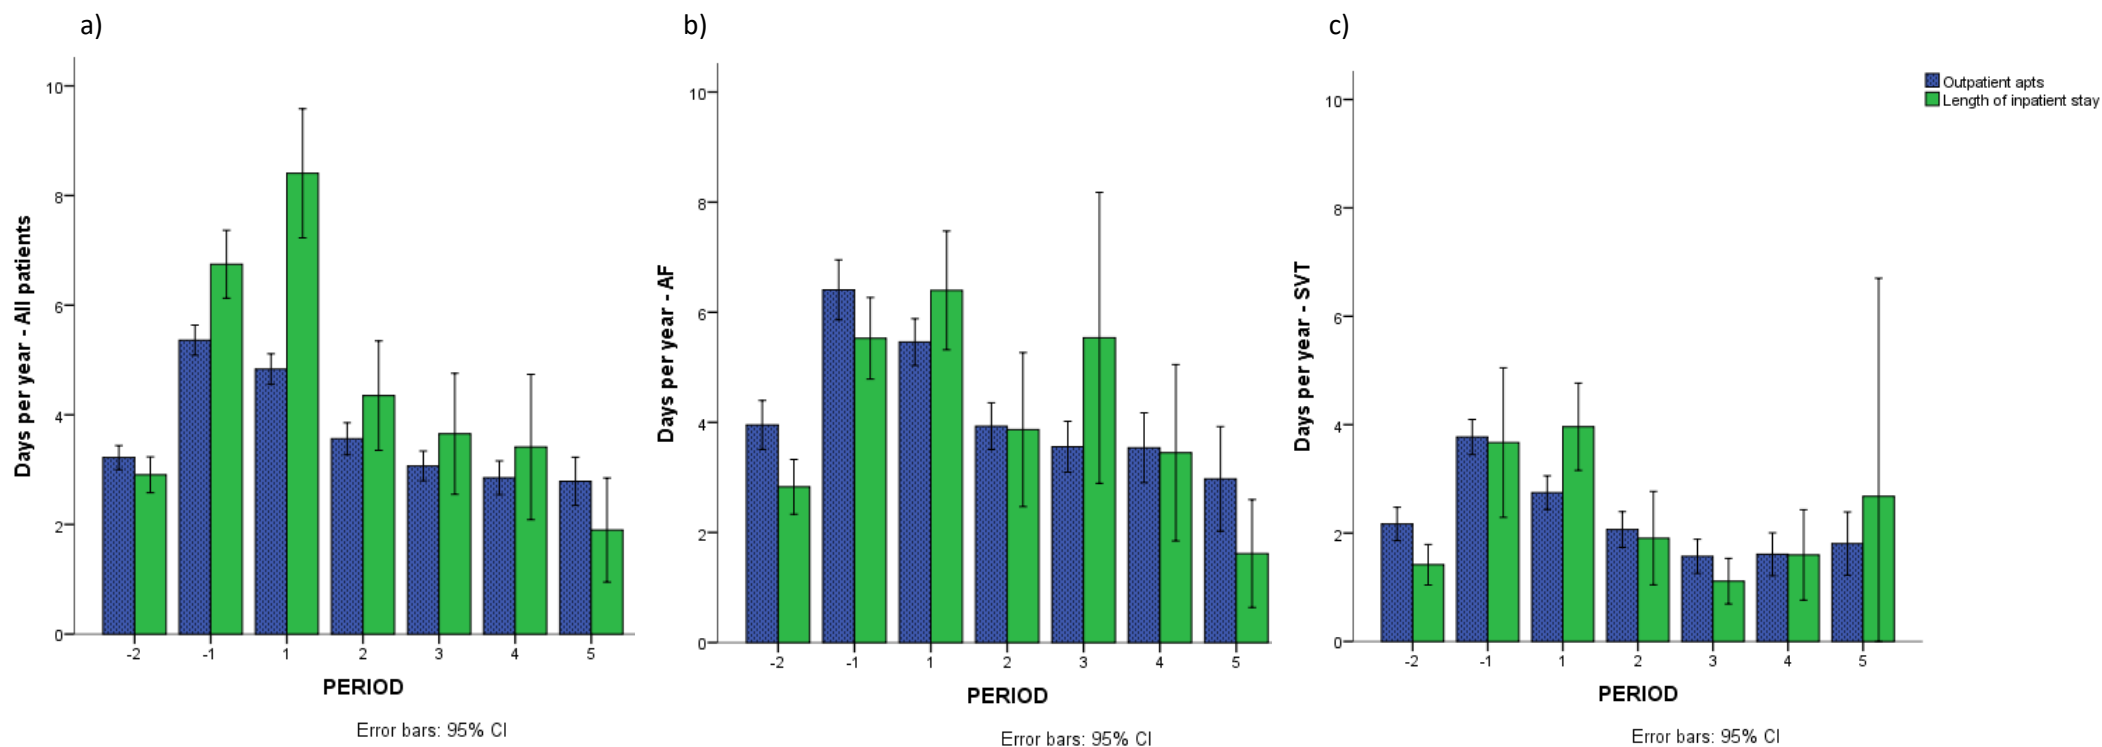 a)
Days per year - All patients
10
8
6
4
2
0
-2 -1 1 2 3 4 5
PERIOD
Error bars: 95% CI
b)
Days per year - AF
10
8
6
4
2
0
-2 -1 1 2 3 4 5
PERIOD
Error bars: 95% CI
c)
Days per year - SVT
10
8
6
4
2
0
-2 -1 1 2 3 4 5
PERIOD
Error bars: 95% CI
Outpatient apts
Length of inpatient stay